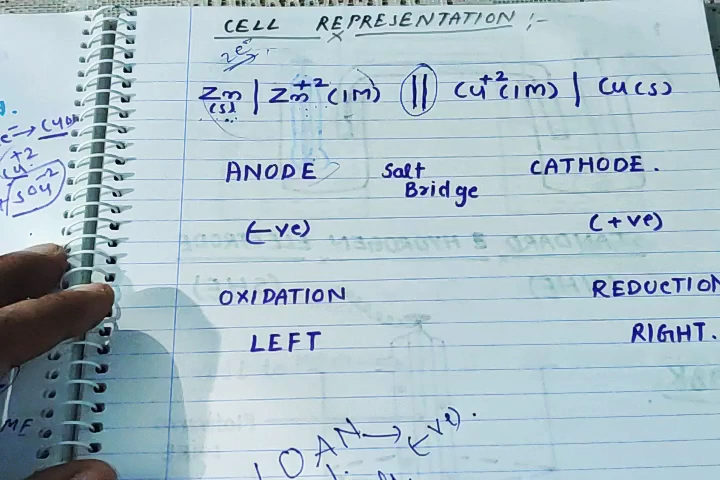 CELL REPRESENTATION :-
2e⁻
Zn(s) | Zn⁺²(1M) || Cu⁺²(1M) | Cu(s)
ANODE Salt Bridge CATHODE.
(-ve) (+ve)
OXIDATION REDUCTION
LEFT RIGHT.
LOAN → (-ve).